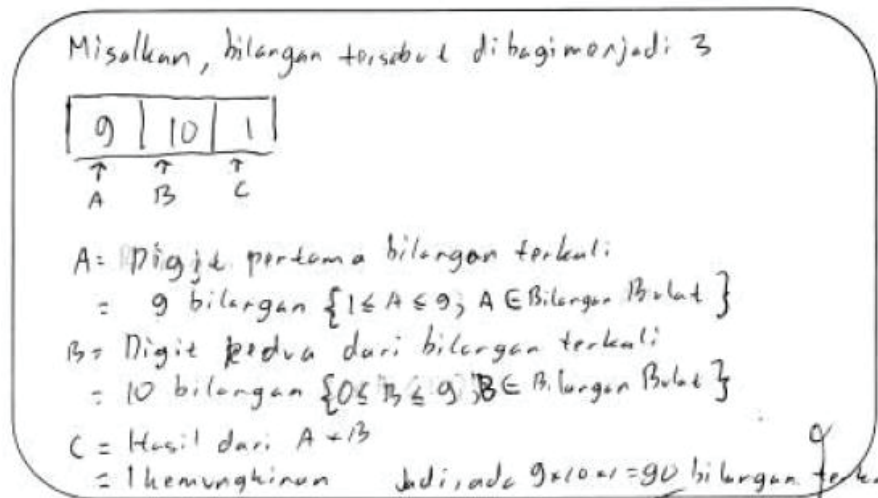 Misalkan, bilangan tersebut dibagi menjadi 3
9 | 10 | 1
↑ ↑ ↑
A B C
A = Digit pertama bilangan terkali
= 9 bilangan {1 ≤ A ≤ 9; A ∈ Bilangan Bulat}
B = Digit kedua dari bilangan terkali
= 10 bilangan {0 ≤ B ≤ 9; B ∈ Bilangan Bulat}
C = Hasil dari A × B
= 1 kemungkinan Jadi, ada 9×10×1 = 90 bilangan